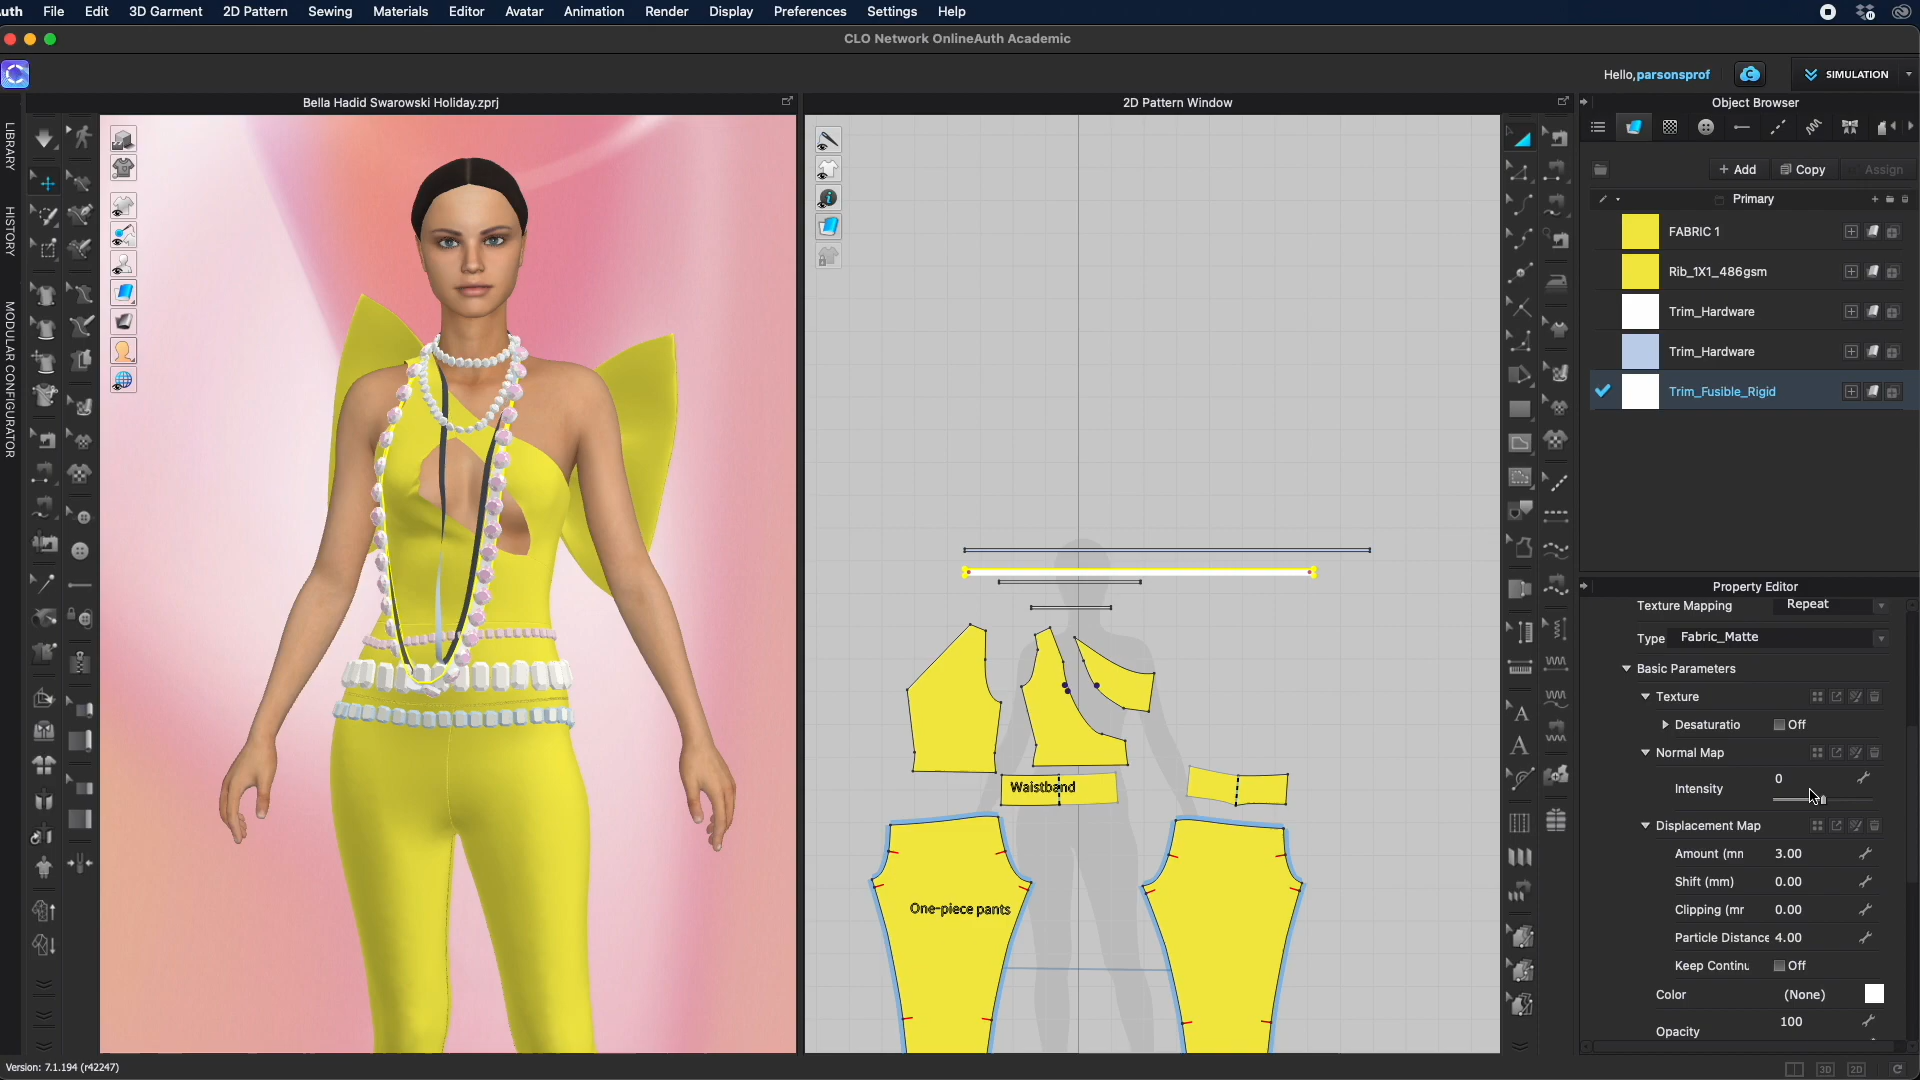 uth File Edit 3D Garment 2D Pattern Sewing Materials Editor Avatar Animation Render Display Preferences Settings Help
CLO Network OnlineAuth Academic
Hello, parsonsprof SIMULATION
Bella Hadid Swarowski Holiday.zprj
2D Pattern Window
Object Browser
LIBRARY
HISTORY
MODULAR CONFIGURATOR
+ Add Copy Assign
Primary
FABRIC 1
Rib_1X1_486gsm
Trim_Hardware
Trim_Hardware
Trim_Fusible_Rigid
Waistband
One-piece pants
A
A
Property Editor
Texture Mapping Repeat
Type Fabric_Matte
Basic Parameters
Texture
Desaturatio Off
Normal Map
Intensity 0
Displacement Map
Amount (mn 3.00
Shift (mm) 0.00
Clipping (mr 0.00
Particle Distance 4.00
Keep Continu Off
Color (None)
Opacity 100
Version: 7.1.194 (r42247)
3D 2D